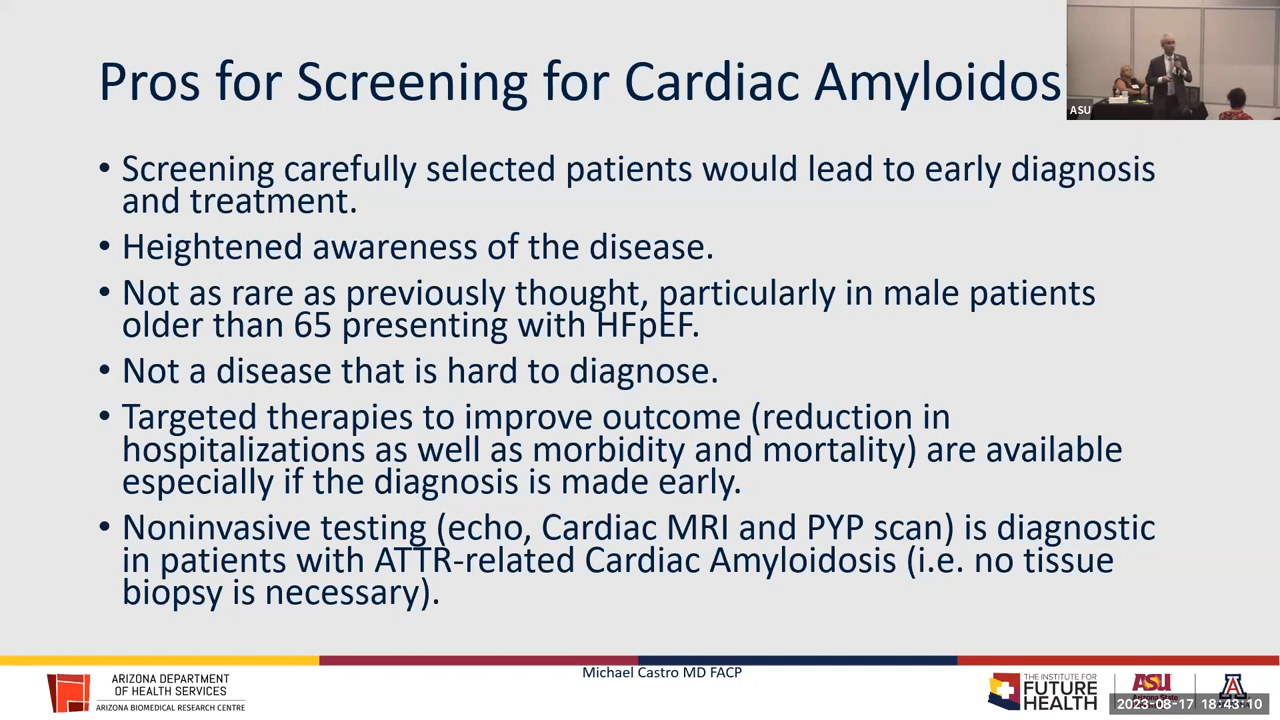 Pros for Screening for Cardiac Amyloidos
ASU
• Screening carefully selected patients would lead to early diagnosis
and treatment.
• Heightened awareness of the disease.
• Not as rare as previously thought, particularly in male patients
older than 65 presenting with HFpEF.
• Not a disease that is hard to diagnose.
• Targeted therapies to improve outcome (reduction in
hospitalizations as well as morbidity and mortality) are available
especially if the diagnosis is made early.
• Noninvasive testing (echo, Cardiac MRI and PYP scan) is diagnostic
in patients with ATTR-related Cardiac Amyloidosis (i.e. no tissue
biopsy is necessary).
Michael Castro MD FACP
ARIZONA DEPARTMENT
OF HEALTH SERVICES
ARIZONA BIOMEDICAL RESEARCH CENTRE
THE INSTITUTE FOR
FUTURE
HEALTH
ASU
A
2023-08-17 18:43:10